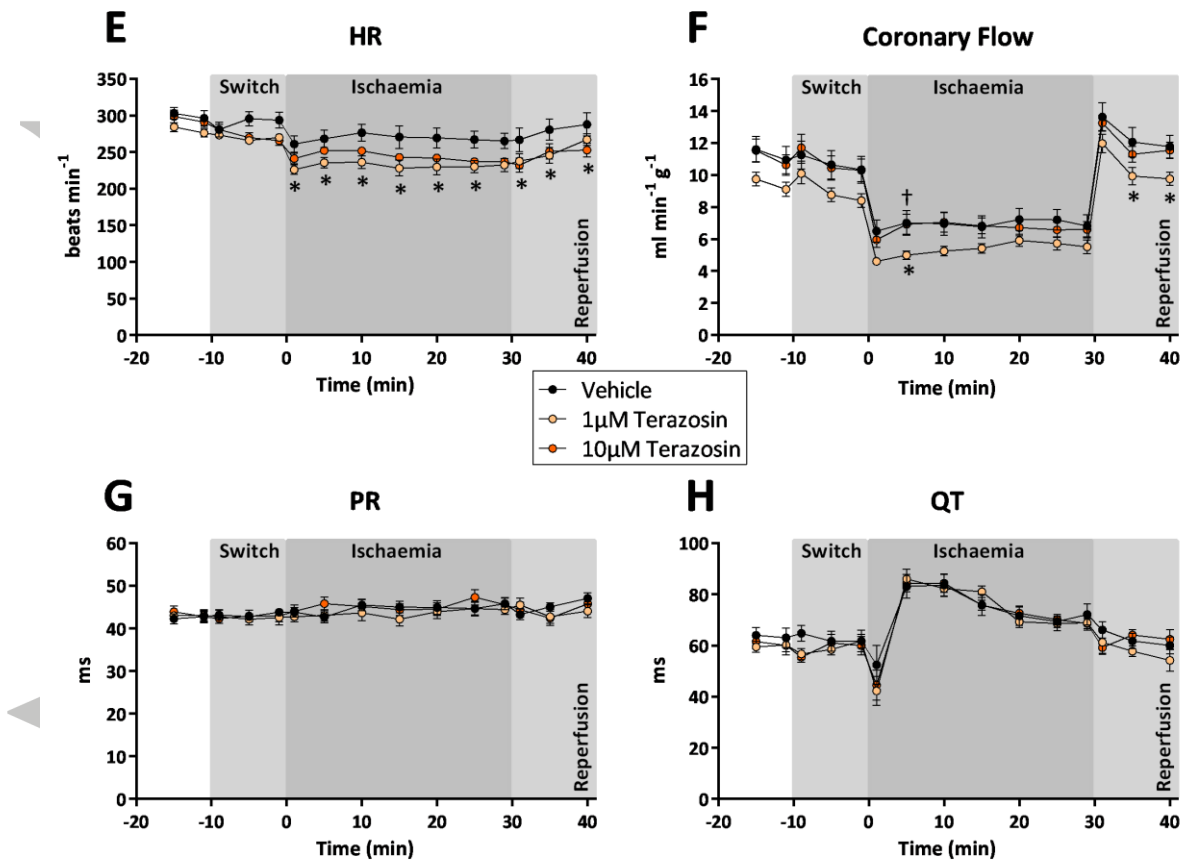 E
HR
beats min⁻¹
350
300
250
200
150
100
50
0
Switch
Ischaemia
Reperfusion
* * * * * * * * *
-20 -10 0 10 20 30 40
Time (min)
F
Coronary Flow
ml min⁻¹ g⁻¹
16
14
12
10
8
6
4
2
0
Switch
Ischaemia
Reperfusion
†
* * *
-20 -10 0 10 20 30 40
Time (min)
Vehicle
1µM Terazosin
10µM Terazosin
G
PR
ms
60
50
40
30
20
10
0
Switch
Ischaemia
Reperfusion
-20 -10 0 10 20 30 40
Time (min)
H
QT
ms
100
80
60
40
20
0
Switch
Ischaemia
Reperfusion
-20 -10 0 10 20 30 40
Time (min)